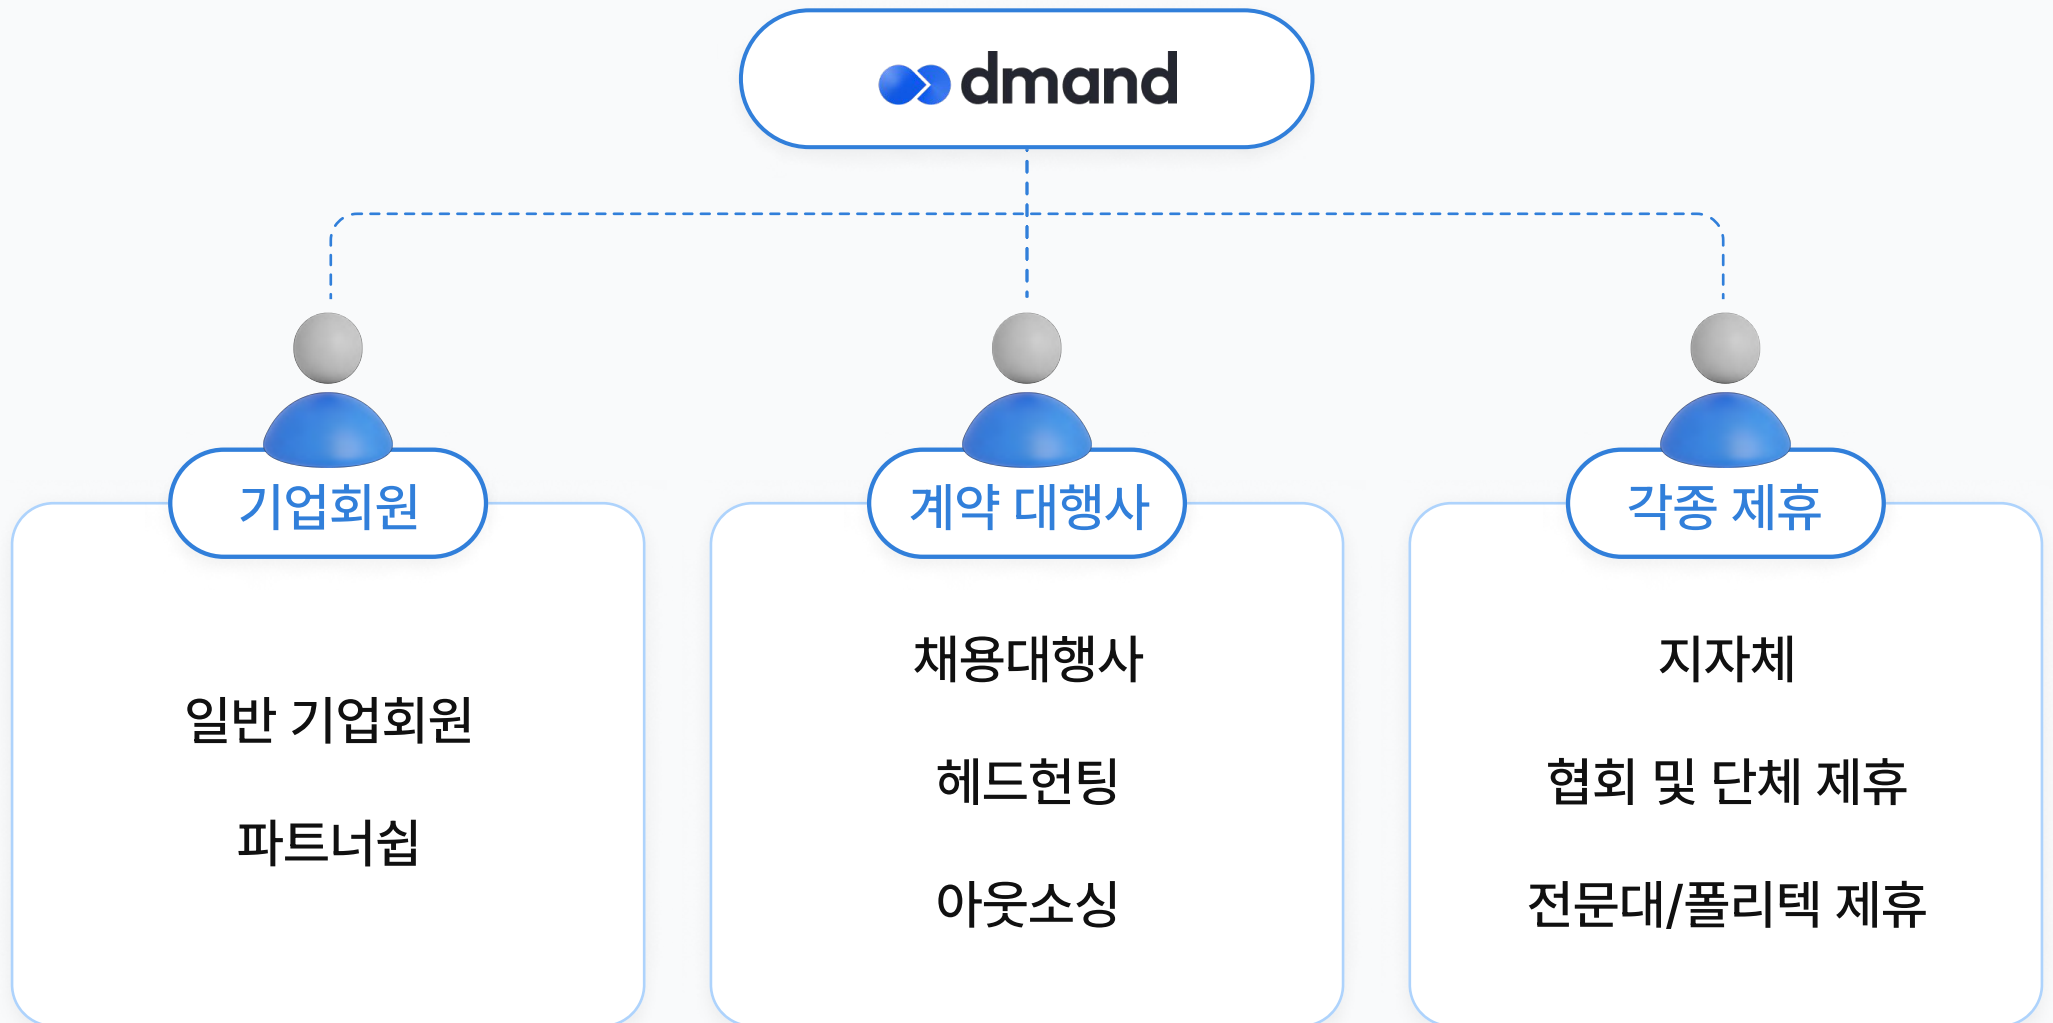 dmand
기업회원
일반 기업회원
파트너쉽
계약 대행사
채용대행사
헤드헌팅
아웃소싱
각종 제휴
지자체
협회 및 단체 제휴
전문대/폴리텍 제휴